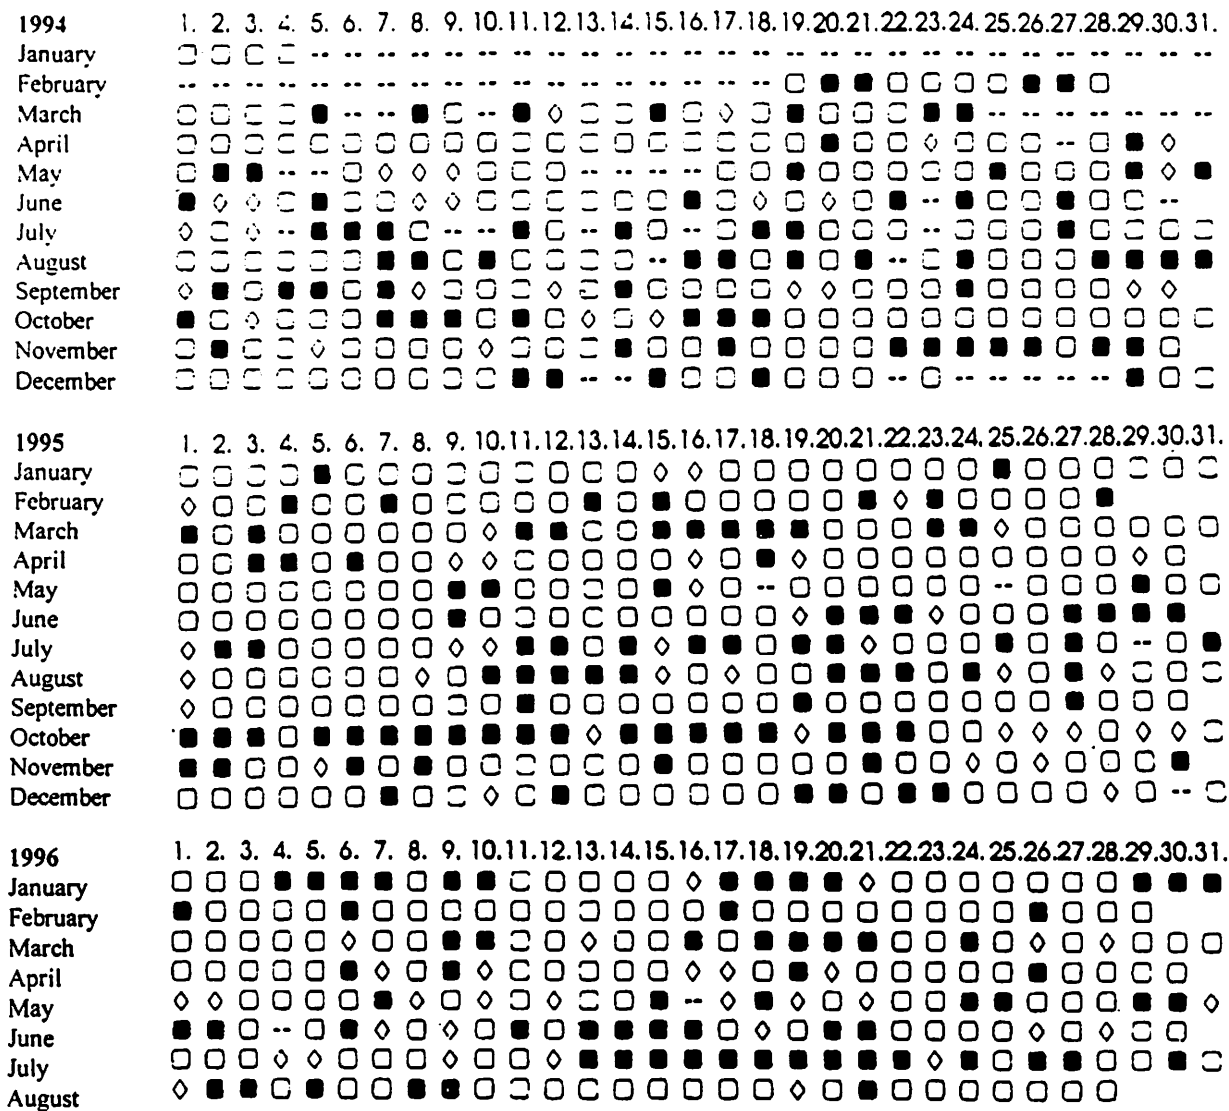 1994 1. 2. 3. 4. 5. 6. 7. 8. 9. 10. 11. 12. 13. 14. 15. 16. 17. 18. 19. 20. 21. 22. 23. 24. 25. 26. 27. 28. 29. 30. 31.
January
February
March
April
May
June
July
August
September
October
November
December
1995 1. 2. 3. 4. 5. 6. 7. 8. 9. 10. 11. 12. 13. 14. 15. 16. 17. 18. 19. 20. 21. 22. 23. 24. 25. 26. 27. 28. 29. 30. 31.
January
February
March
April
May
June
July
August
September
October
November
December
1996 1. 2. 3. 4. 5. 6. 7. 8. 9. 10. 11. 12. 13. 14. 15. 16. 17. 18. 19. 20. 21. 22. 23. 24. 25. 26. 27. 28. 29. 30. 31.
January
February
March
April
May
June
July
August